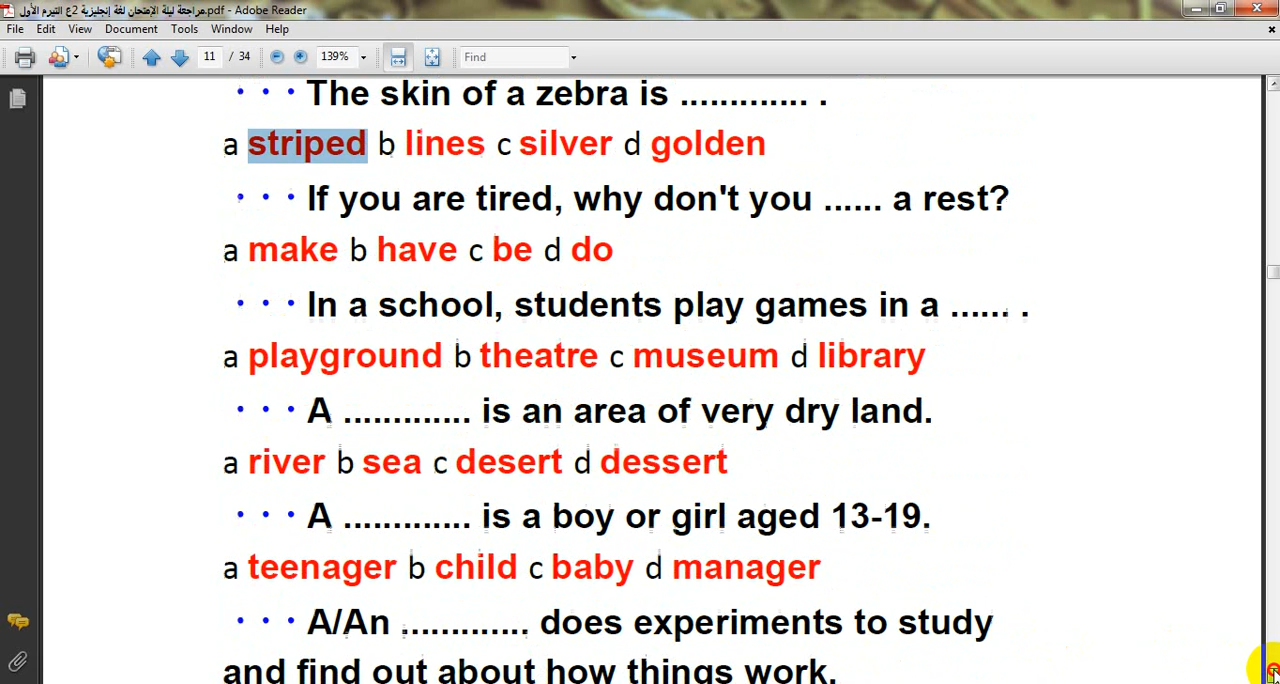 مراجعة ليلة الإمتحان لغة إنجليزية 2ع التيرم الأول.pdf - Adobe Reader
File Edit View Document Tools Window Help
11 / 34 139% Find
The skin of a zebra is ............. .
a striped b lines c silver d golden
If you are tired, why don't you ...... a rest?
a make b have c be d do
In a school, students play games in a ...... .
a playground b theatre c museum d library
A ............. is an area of very dry land.
a river b sea c desert d dessert
A ............. is a boy or girl aged 13-19.
a teenager b child c baby d manager
A/An ............. does experiments to study
and find out about how things work.